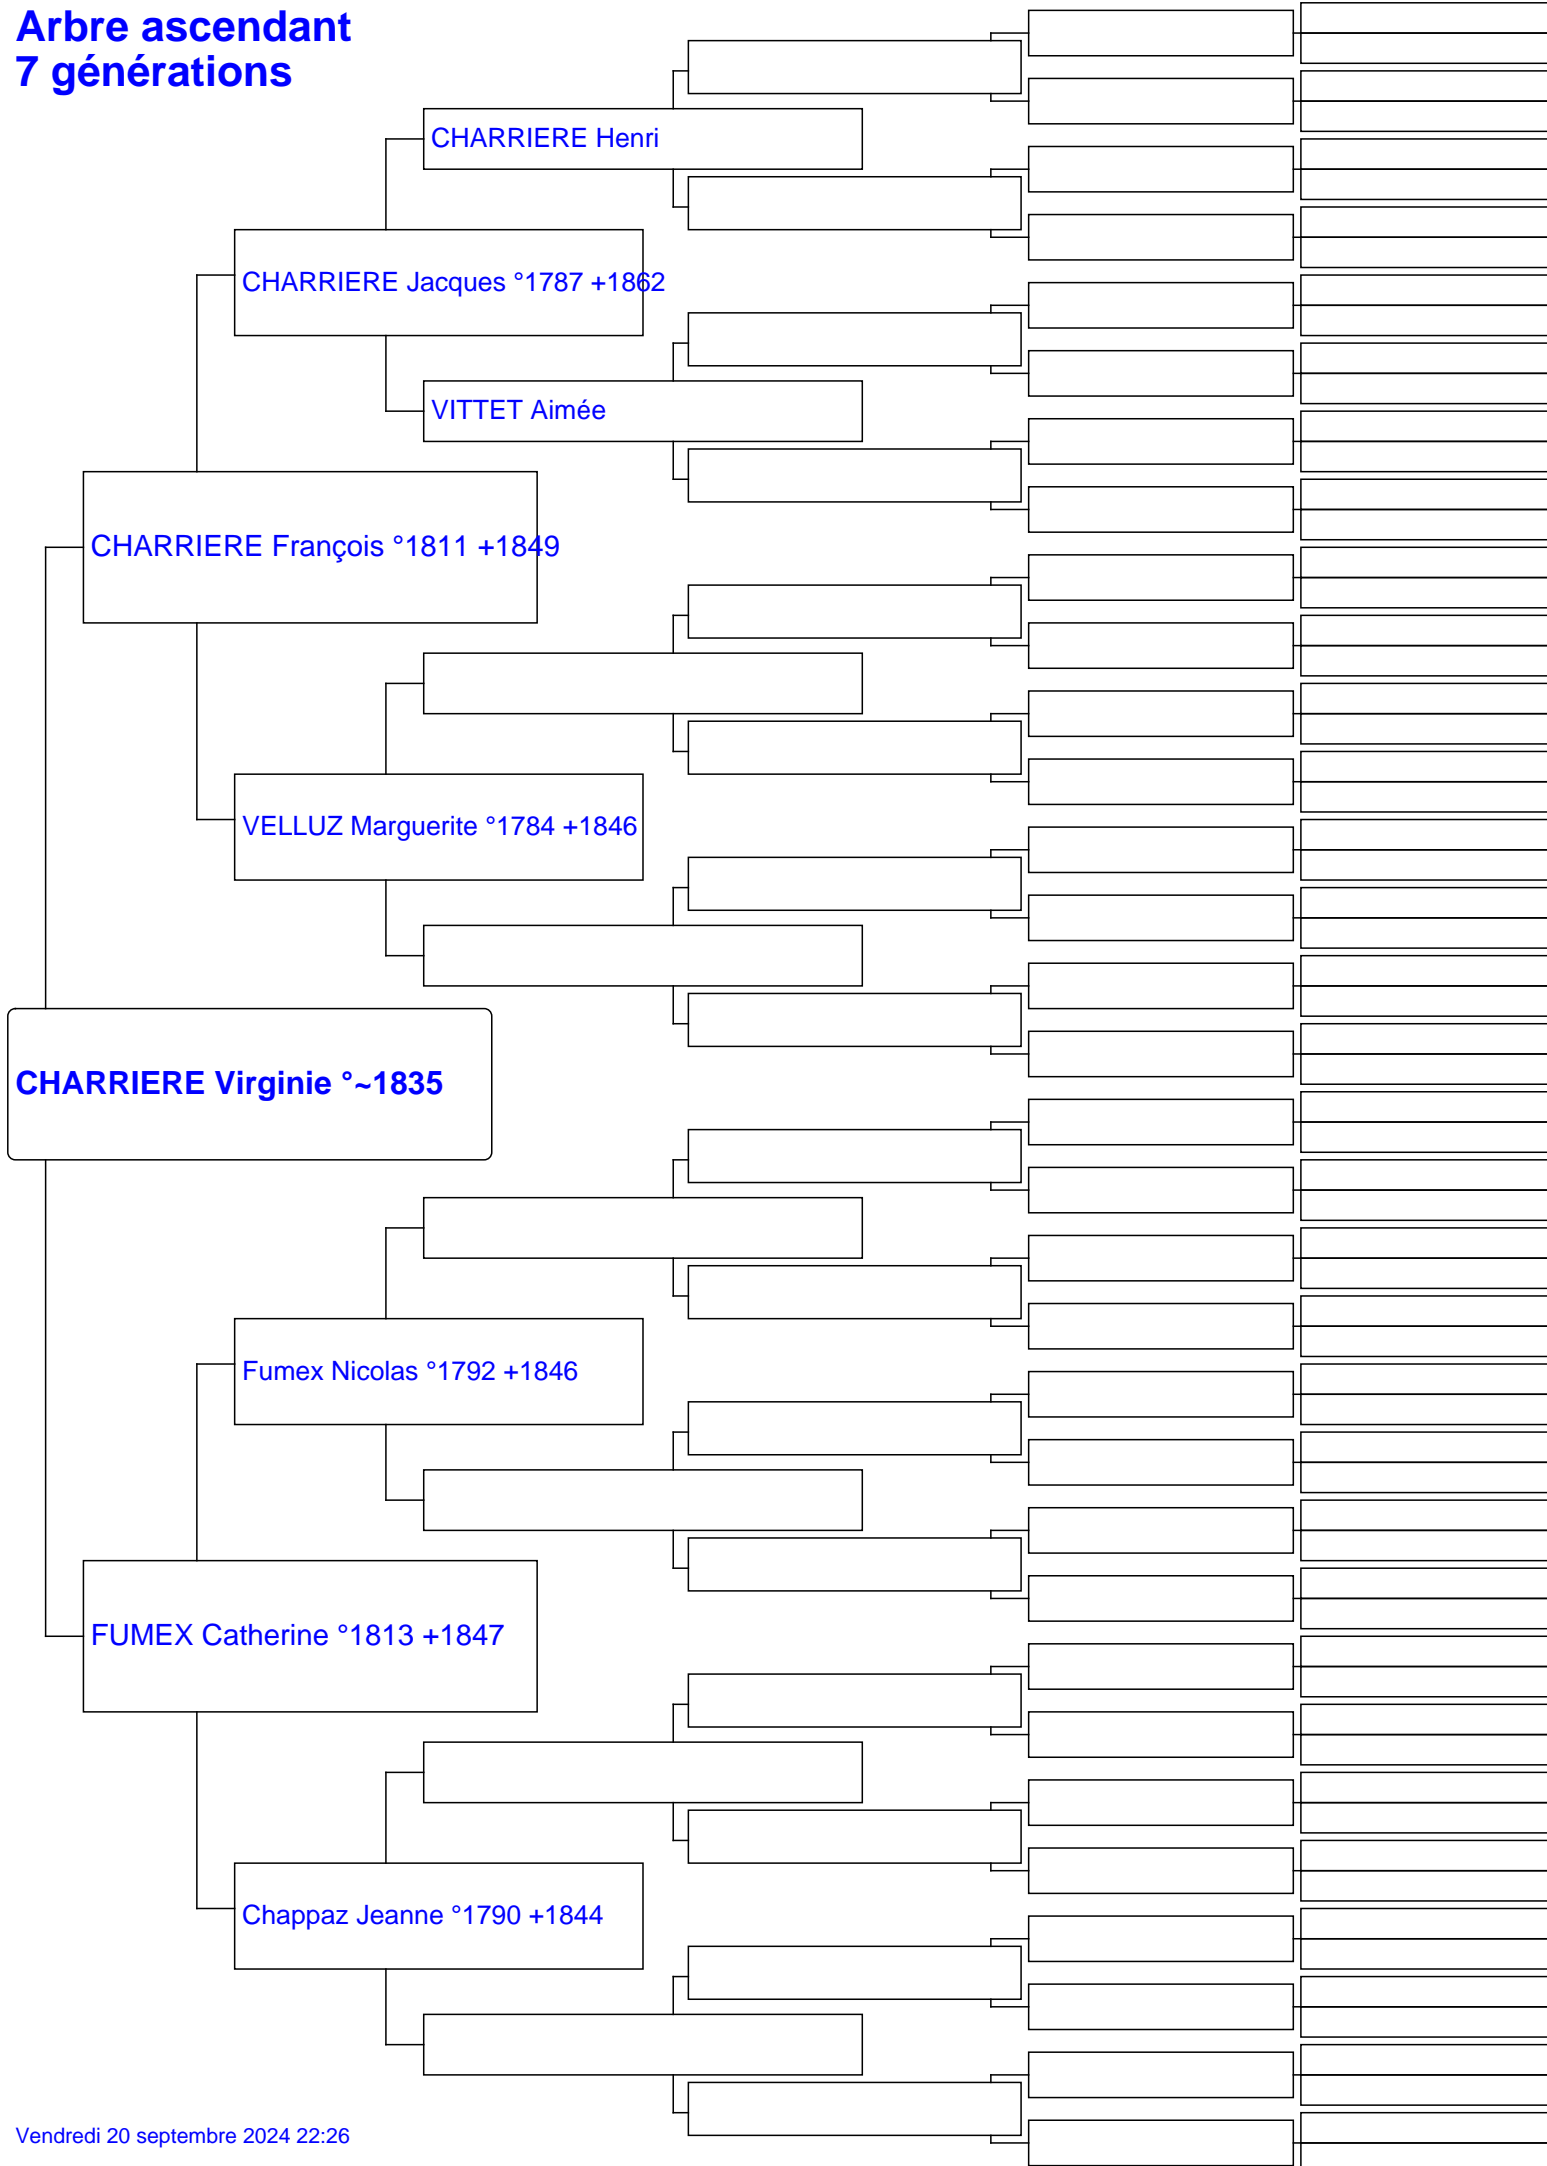 Arbre ascendant
7 générations
CHARRIERE Henri
CHARRIERE Jacques °1787 +1862
VITTET Aimée
CHARRIERE François °1811 +1849
VELLUZ Marguerite °1784 +1846
CHARRIERE Virginie °~1835
Fumex Nicolas °1792 +1846
FUMEX Catherine °1813 +1847
Chappaz Jeanne °1790 +1844
Vendredi 20 septembre 2024 22:26